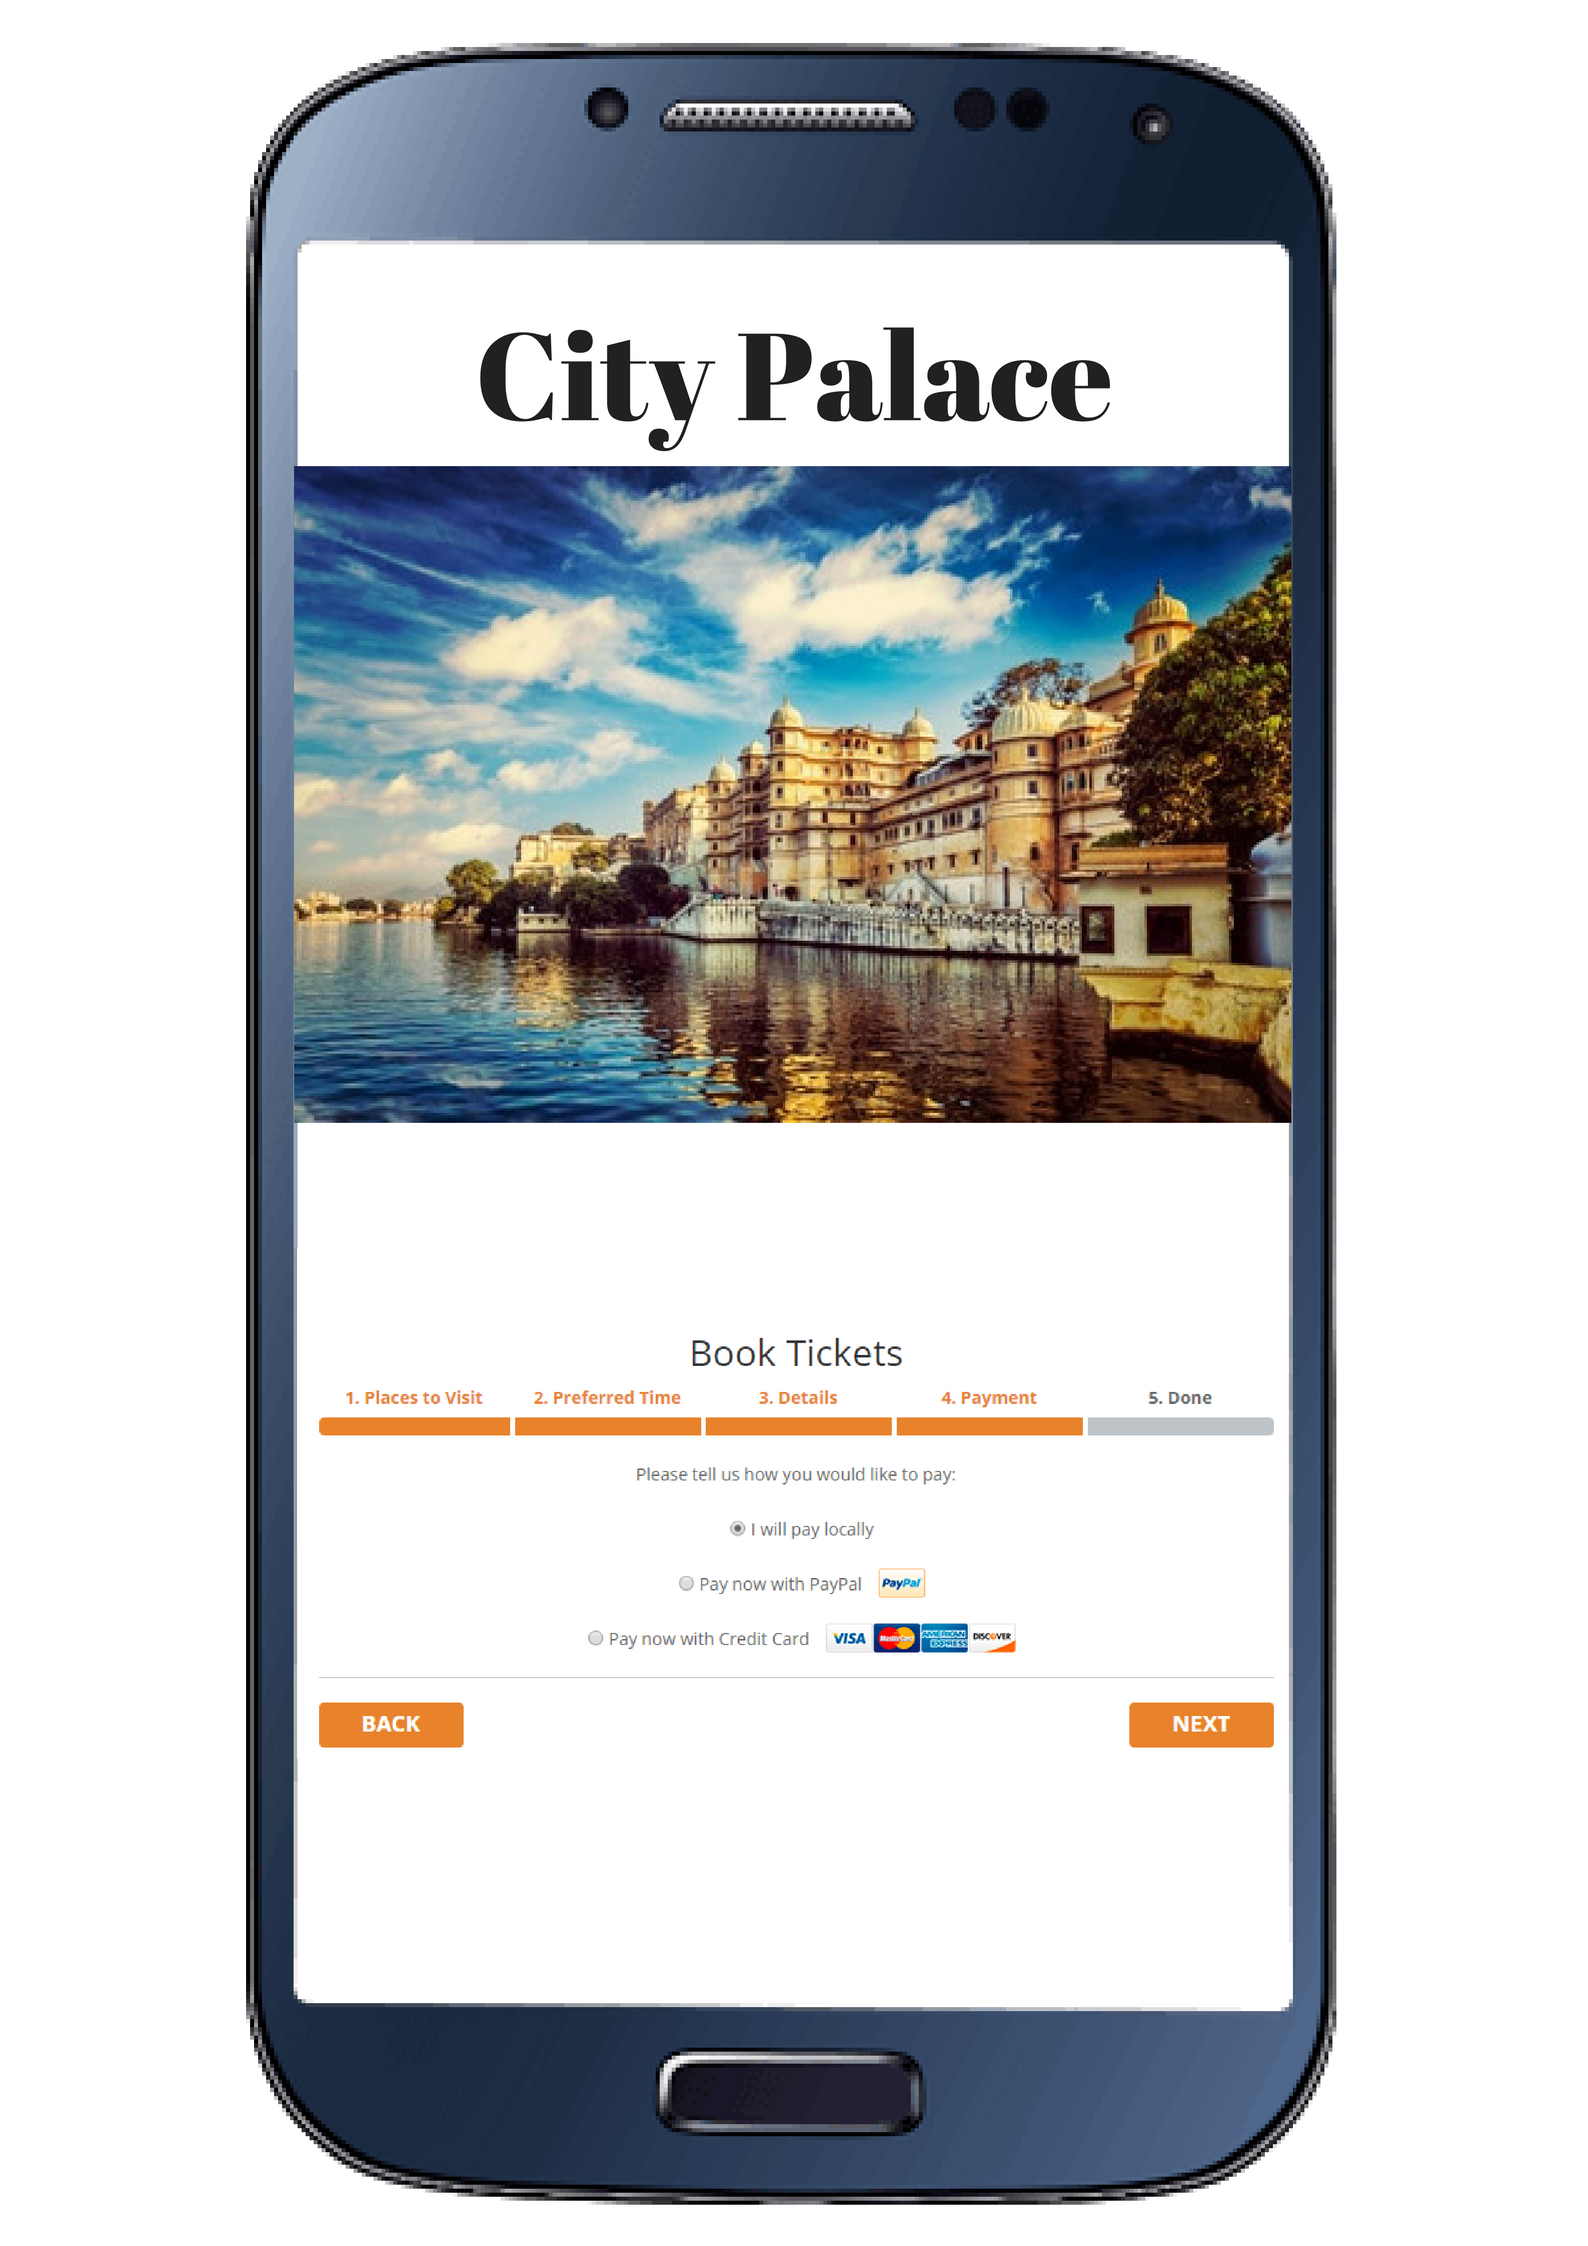 City Palace
Book Tickets
1. Places to Visit 2. Preferred Time 3. Details 4. Payment 5. Done
Please tell us how you would like to pay:
I will pay locally
Pay now with PayPal PayPal
Pay now with Credit Card VISA MasterCard AMERICAN EXPRESS DISCOVER
BACK NEXT